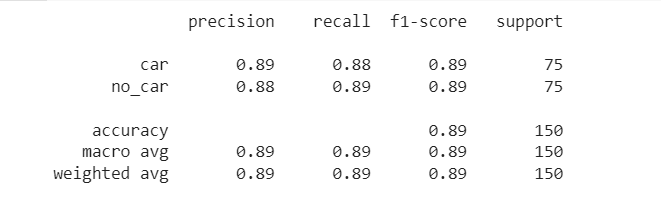 precision recall f1-score support
car 0.89 0.88 0.89 75
no_car 0.88 0.89 0.89 75
accuracy 0.89 150
macro avg 0.89 0.89 0.89 150
weighted avg 0.89 0.89 0.89 150